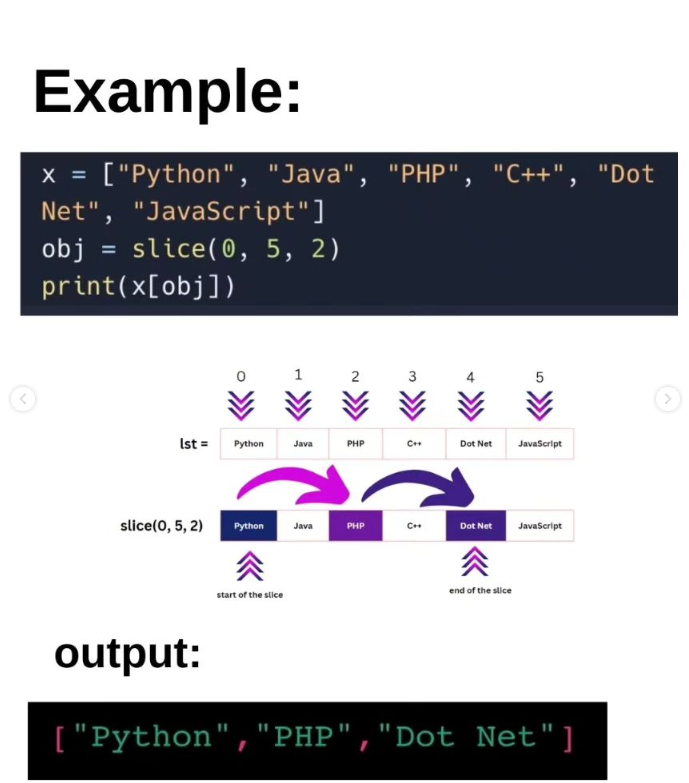 Example:
x = ["Python", "Java", "PHP", "C++", "Dot
Net", "JavaScript"]
obj = slice(0, 5, 2)
print(x[obj])
0 1 2 3 4 5
lst = Python Java PHP C++ Dot Net JavaScript
slice(0, 5, 2) Python Java PHP C++ Dot Net JavaScript
start of the slice end of the slice
output:
["Python","PHP","Dot Net"]